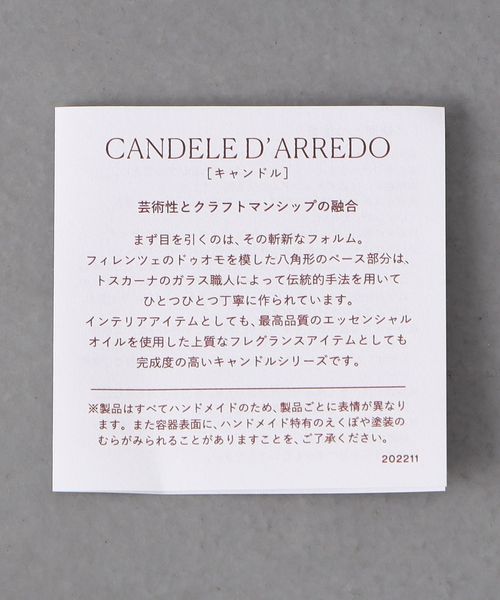 CANDELE D'ARREDO
［キャンドル］
芸術性とクラフトマンシップの融合
まず目を引くのは、その斬新なフォルム。
フィレンツェのドゥオモを模した八角形のベース部分は、
トスカーナのガラス職人によって伝統的手法を用いて
ひとつひとつ丁寧に作られています。
インテリアアイテムとしても、最高品質のエッセンシャル
オイルを使用した上質なフレグランスアイテムとしても
完成度の高いキャンドルシリーズです。
※製品はすべてハンドメイドのため、製品ごとに表情が異なり
ます。また容器表面に、ハンドメイド特有のえくぼや塗装の
むらがみられることがありますことを、ご了承ください。
202211